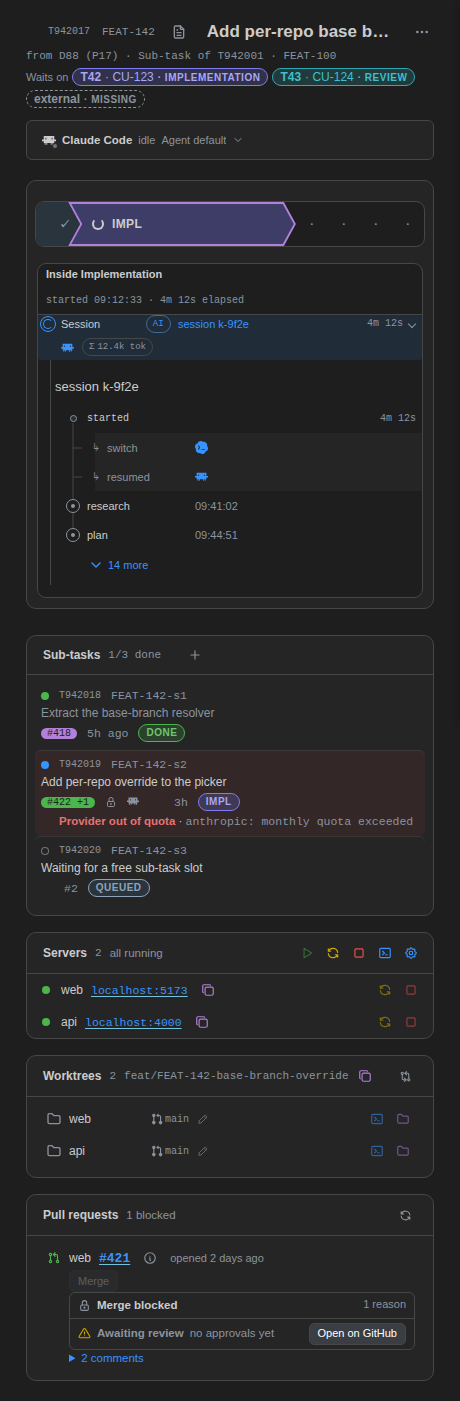 T942017 FEAT-142 Add per-repo base b…
from D88 (P17) · Sub-task of T942001 · FEAT-100
Waits on T42 · CU-123 · IMPLEMENTATION T43 · CU-124 · REVIEW
external · MISSING
Claude Code idle Agent default
✓ IMPL
Inside Implementation
started 09:12:33 · 4m 12s elapsed
Session AI session k-9f2e 4m 12s
Σ 12.4k tok
session k-9f2e
started 4m 12s
↳ switch
↳ resumed
research 09:41:02
plan 09:44:51
14 more
Sub-tasks 1/3 done
T942018 FEAT-142-s1
Extract the base-branch resolver
#418 5h ago DONE
T942019 FEAT-142-s2
Add per-repo override to the picker
#422 +1 3h IMPL
Provider out of quota · anthropic: monthly quota exceeded
T942020 FEAT-142-s3
Waiting for a free sub-task slot
#2 QUEUED
Servers 2 all running
web localhost:5173
api localhost:4000
Worktrees 2 feat/FEAT-142-base-branch-override
web main
api main
Pull requests 1 blocked
web #421 opened 2 days ago
Merge
Merge blocked 1 reason
Awaiting review no approvals yet Open on GitHub
2 comments